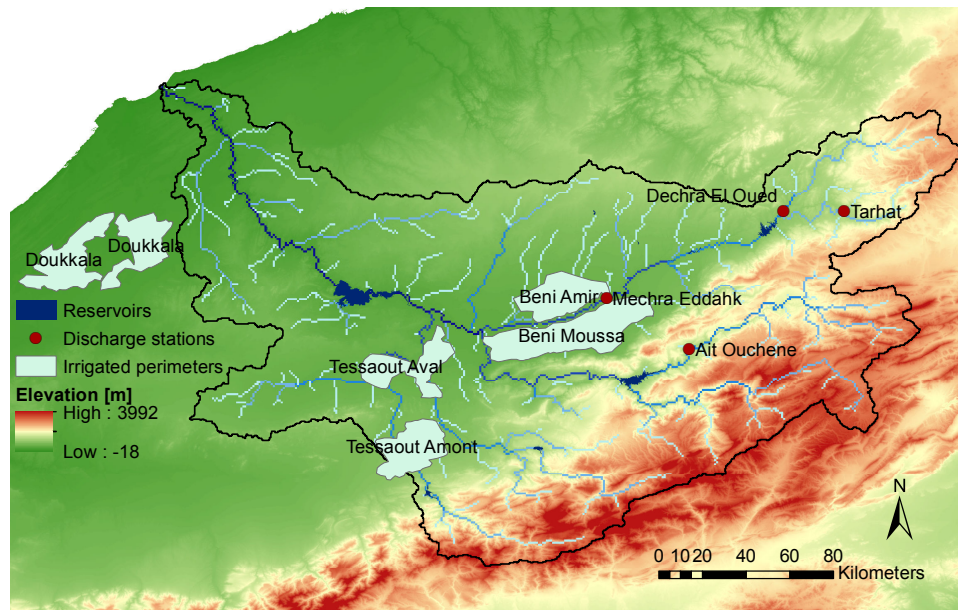 Dechra El Oued
Tarhat
Doukkala
Doukkala
Beni Amir
Mechra Eddahk
Beni Moussa
Ait Ouchene
Tessaout Aval
Tessaout Amont
Reservoirs
Discharge stations
Irrigated perimeters
Elevation [m]
High : 3992
Low : -18
N
0 10 20 40 60 80
Kilometers